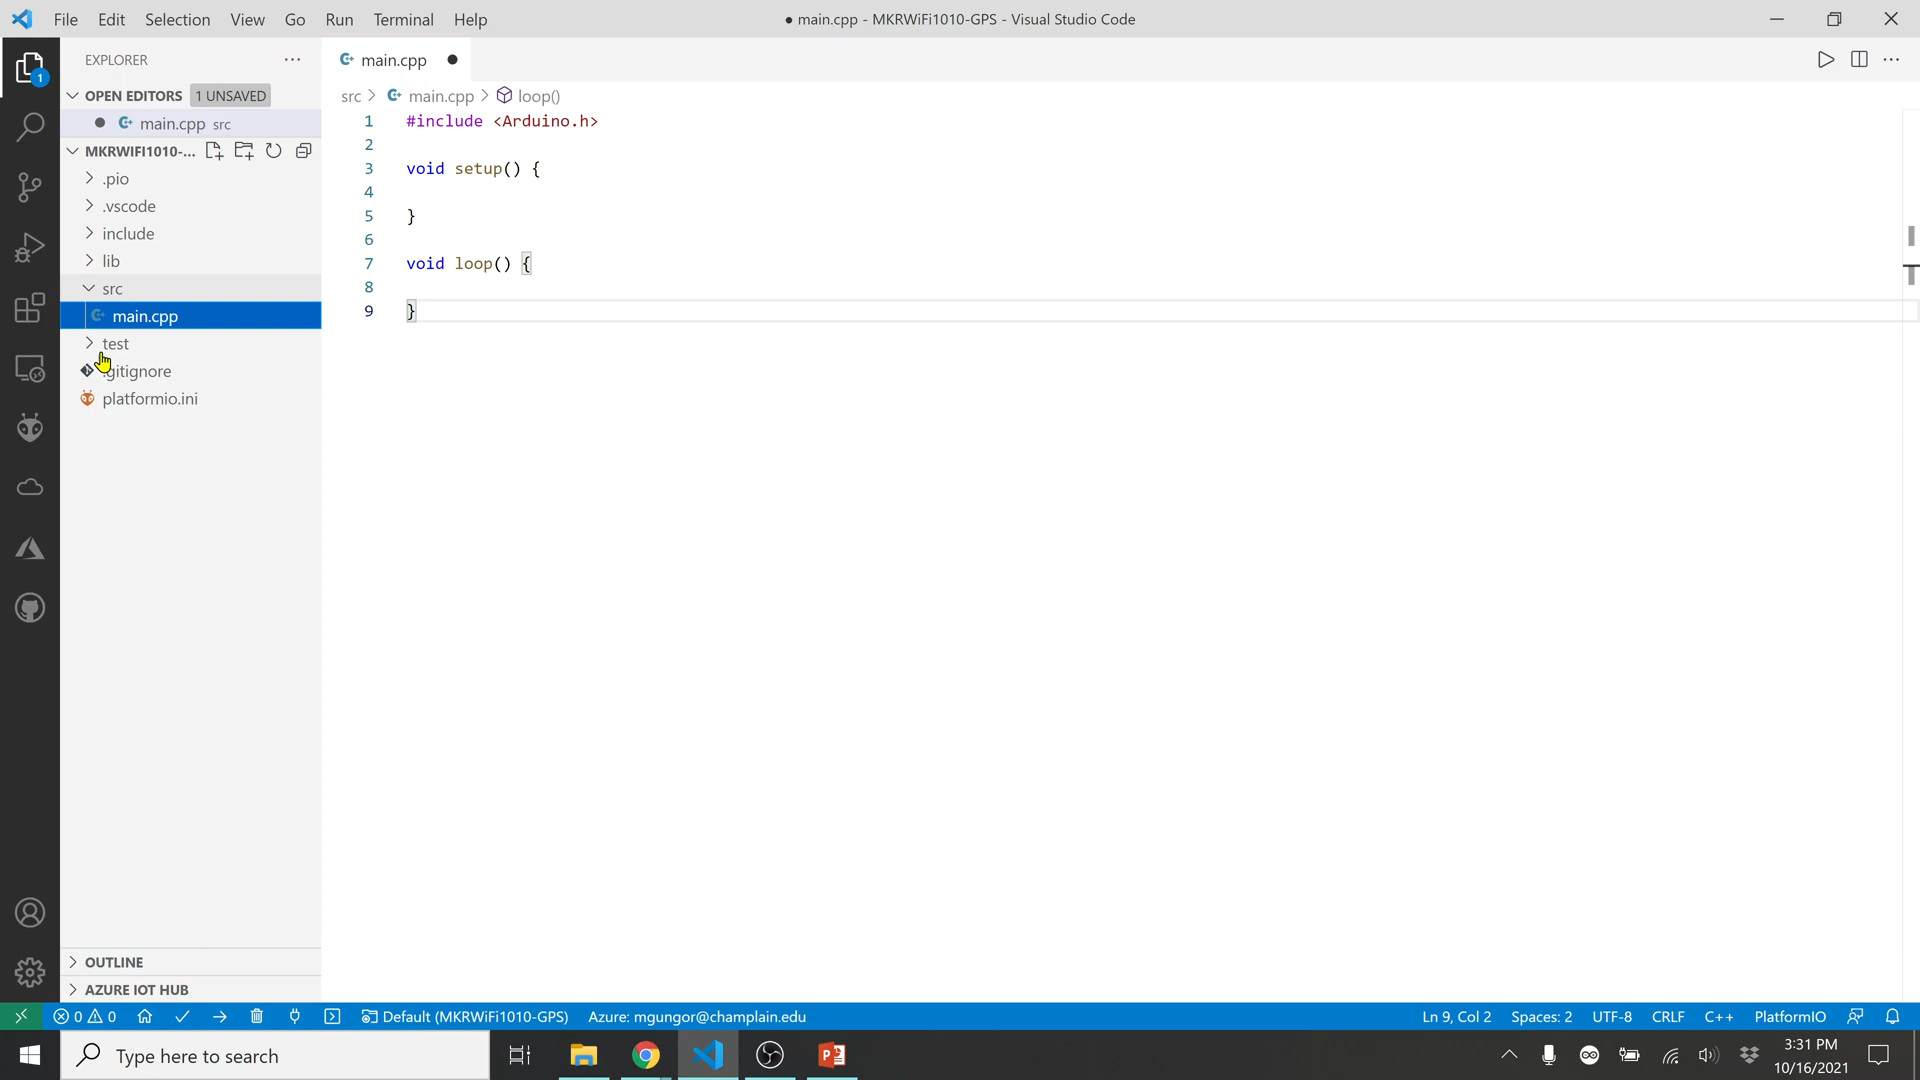 File Edit Selection View Go Run Terminal Help
● main.cpp - MKRWiFi1010-GPS - Visual Studio Code
1
EXPLORER
OPEN EDITORS 1 UNSAVED
main.cpp src
MKRWIFI1010-...
.pio
.vscode
include
lib
src
main.cpp
test
.gitignore
platformio.ini
OUTLINE
AZURE IOT HUB
main.cpp
src > main.cpp > loop()
1 #include <Arduino.h>
2
3 void setup() {
4
5 }
6
7 void loop() {
8
9 }
0 0 Default (MKRWiFi1010-GPS) Azure: mgungor@champlain.edu Ln 9, Col 2 Spaces: 2 UTF-8 CRLF C++ PlatformIO
Type here to search
3:31 PM
10/16/2021